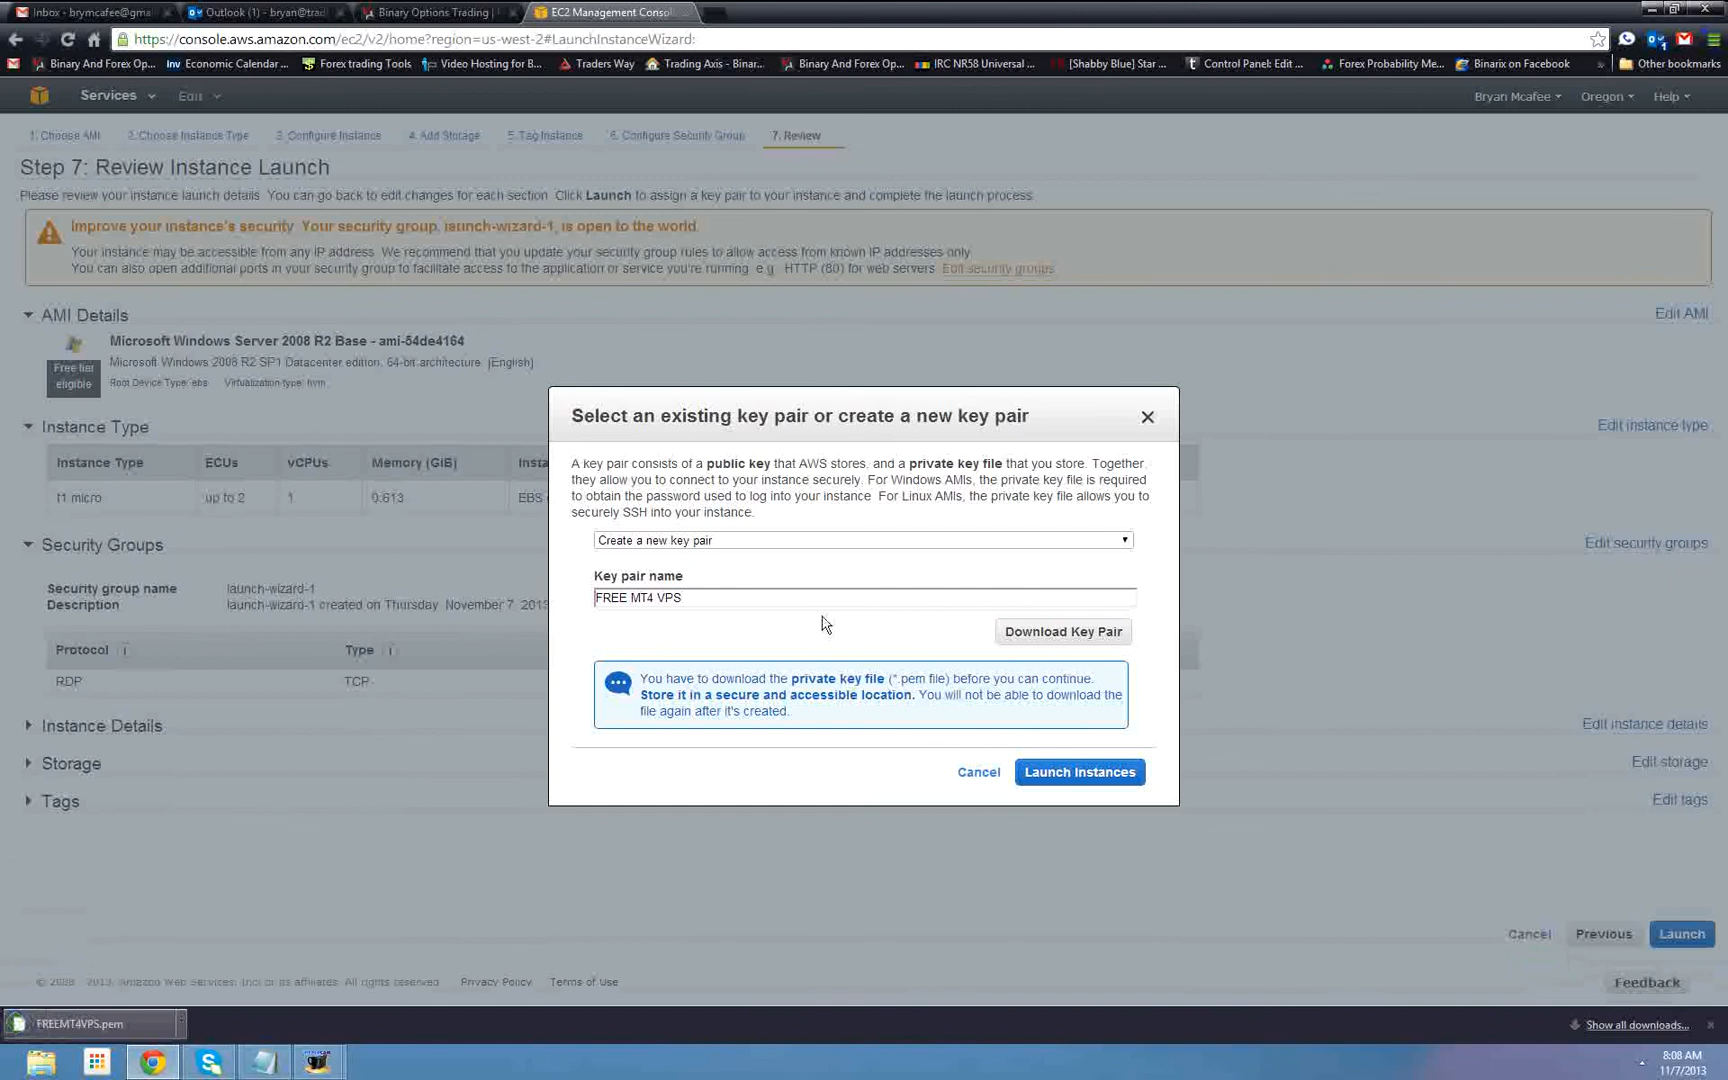 Inbox - brymcafee@gma
Outlook (1) - bryan@trad
Binary Options Trading |
EC2 Management Consol
https://console.aws.amazon.com/ec2/v2/home?region=us-west-2#LaunchInstanceWizard:
Binary And Forex Op...
Inv Economic Calendar ...
Forex trading Tools
Video Hosting for B...
Traders Way
Trading Axis - Binar...
Binary And Forex Op...
IRC NR58 Universal ...
[Shabby Blue] Star ...
Control Panel: Edit ...
Forex Probability Me...
Binarix on Facebook
» Other bookmarks
Services
Edit
Bryan Mcafee
Oregon
Help
1. Choose AMI
2. Choose Instance Type
3. Configure Instance
4. Add Storage
5. Tag Instance
6. Configure Security Group
7. Review
Step 7: Review Instance Launch
Please review your instance launch details. You can go back to edit changes for each section. Click Launch to assign a key pair to your instance and complete the launch process.
Improve your instance's security. Your security group, launch-wizard-1, is open to the world.
Your instance may be accessible from any IP address. We recommend that you update your security group rules to allow access from known IP addresses only.
You can also open additional ports in your security group to facilitate access to the application or service you're running, e.g., HTTP (80) for web servers. Edit security groups
AMI Details
Edit AMI
Microsoft Windows Server 2008 R2 Base - ami-54de4164
Free tier eligible
Microsoft Windows 2008 R2 SP1 Datacenter edition, 64-bit architecture. [English]
Root Device Type: ebs Virtualization type: hvm
Instance Type
Edit instance type
Instance Type ECUs vCPUs Memory (GiB) Insta
t1.micro up to 2 1 0.613 EBS
Security Groups
Edit security groups
Security group name launch-wizard-1
Description launch-wizard-1 created on Thursday, November 7, 2013
Protocol i Type i
RDP TCP
Instance Details
Edit instance details
Storage
Edit storage
Tags
Edit tags
Select an existing key pair or create a new key pair
A key pair consists of a public key that AWS stores, and a private key file that you store. Together,
they allow you to connect to your instance securely. For Windows AMIs, the private key file is required
to obtain the password used to log into your instance. For Linux AMIs, the private key file allows you to
securely SSH into your instance.
Create a new key pair
Key pair name
FREE MT4 VPS
Download Key Pair
You have to download the private key file (*.pem file) before you can continue.
Store it in a secure and accessible location. You will not be able to download the
file again after it's created.
Cancel
Launch Instances
Cancel
Previous
Launch
© 2008 - 2013, Amazon Web Services, Inc. or its affiliates. All rights reserved. Privacy Policy Terms of Use
Feedback
FREEMT4VPS.pem
Show all downloads...
8:08 AM
11/7/2013